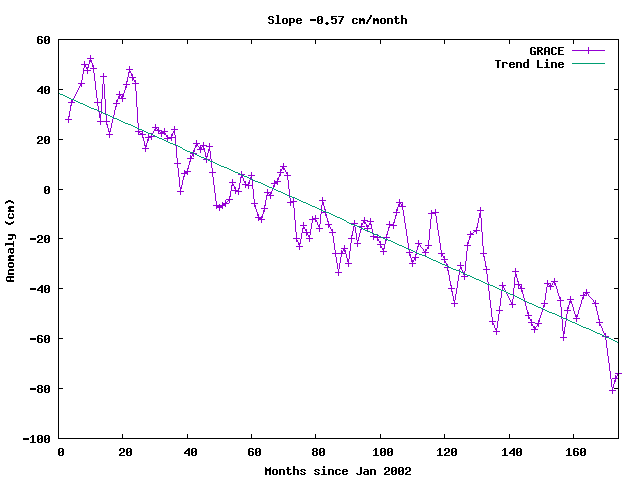 Slope -0.57 cm/month
60
GRACE
Trend Line
40
20
0
-20
-40
-60
-80
-100
Anomaly (cm)
0 20 40 60 80 100 120 140 160
Months since Jan 2002